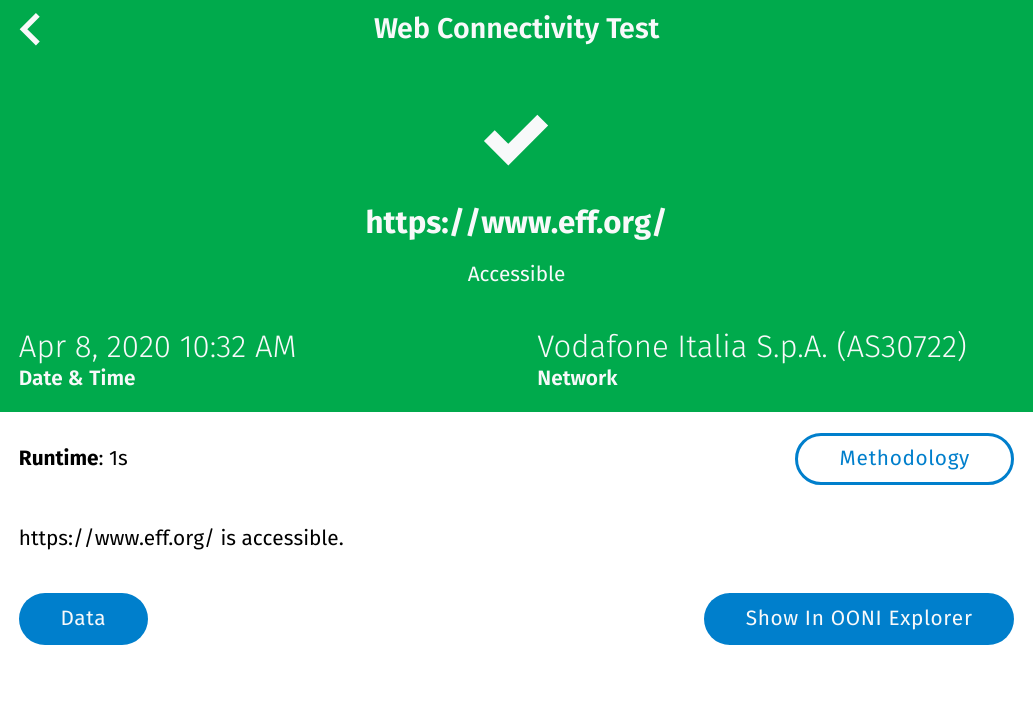 Web Connectivity Test
https://www.eff.org/
Accessible
Apr 8, 2020 10:32 AM
Date & Time
Vodafone Italia S.p.A. (AS30722)
Network
Runtime: 1s
Methodology
https://www.eff.org/ is accessible.
Data
Show In OONI Explorer